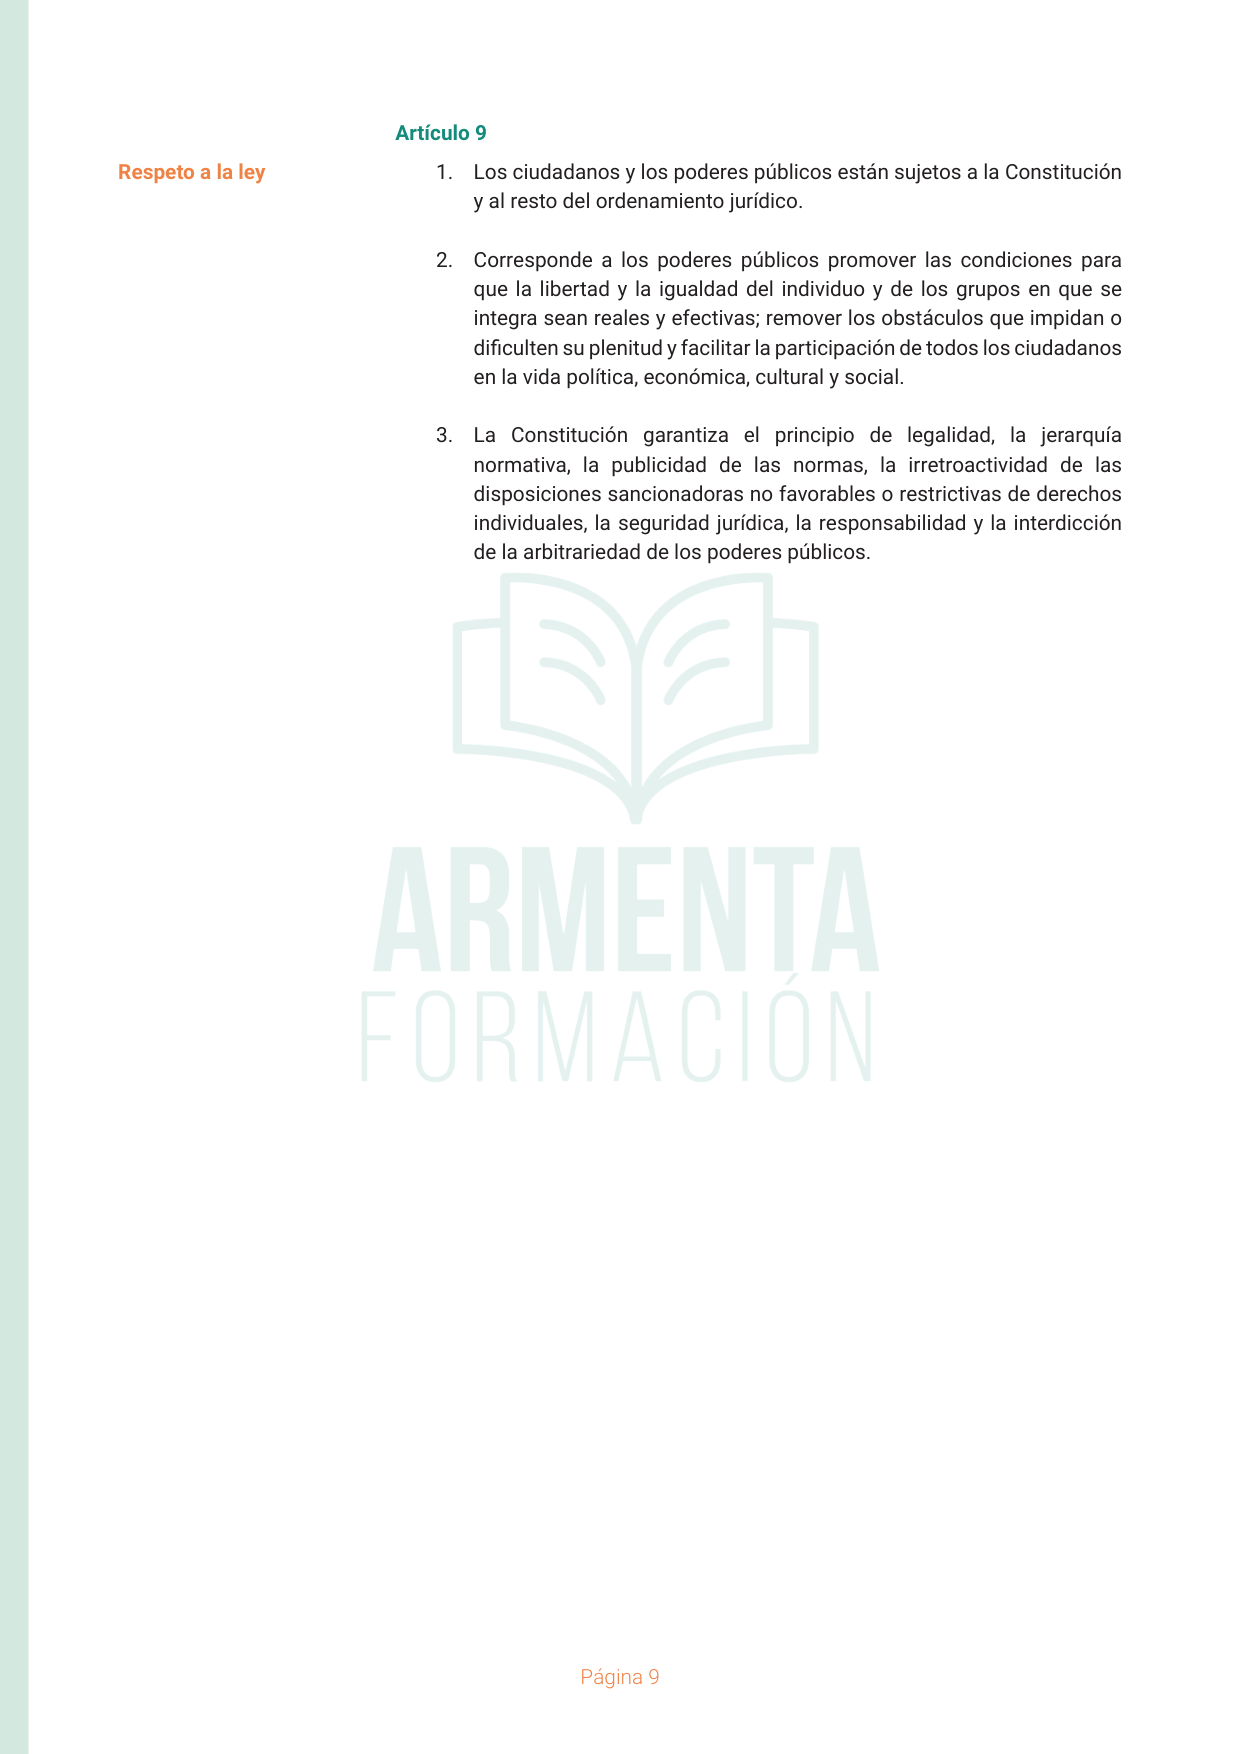 Artículo 9
Respeto a la ley
1. Los ciudadanos y los poderes públicos están sujetos a la Constitución
y al resto del ordenamiento jurídico.
2. Corresponde a los poderes públicos promover las condiciones para
que la libertad y la igualdad del individuo y de los grupos en que se
integra sean reales y efectivas; remover los obstáculos que impidan o
dificulten su plenitud y facilitar la participación de todos los ciudadanos
en la vida política, económica, cultural y social.
3. La Constitución garantiza el principio de legalidad, la jerarquía
normativa, la publicidad de las normas, la irretroactividad de las
disposiciones sancionadoras no favorables o restrictivas de derechos
individuales, la seguridad jurídica, la responsabilidad y la interdicción
de la arbitrariedad de los poderes públicos.
ARMENTA
FORMACIÓN
Página 9